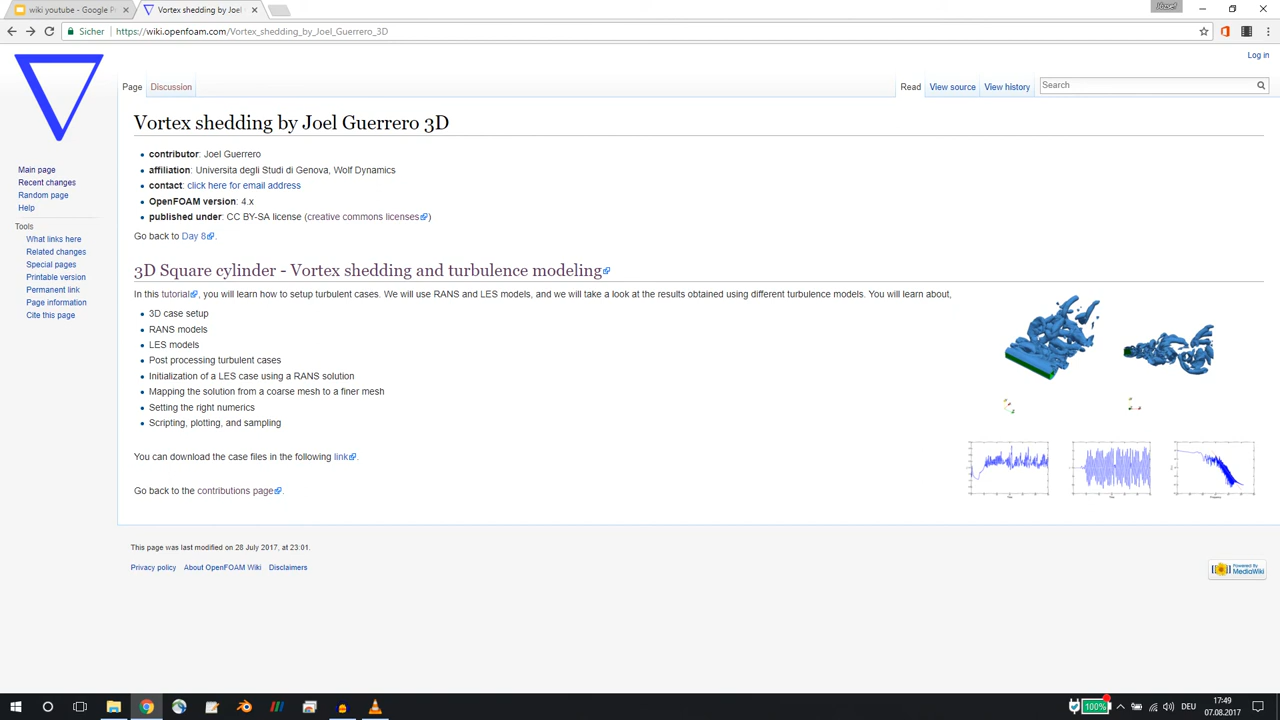 wiki youtube - Google P
Vortex shedding by Joel
Sicher
https://wiki.openfoam.com/Vortex_shedding_by_Joel_Guerrero_3D
Log in
Page
Discussion
Read
View source
View history
Search
Vortex shedding by Joel Guerrero 3D
contributor: Joel Guerrero
affiliation: Universita degli Studi di Genova, Wolf Dynamics
contact: click here for email address
OpenFOAM version: 4.x
published under: CC BY-SA license (creative commons licenses)
Go back to Day 8.
Main page
Recent changes
Random page
Help
Tools
What links here
Related changes
Special pages
Printable version
Permanent link
Page information
Cite this page
3D Square cylinder - Vortex shedding and turbulence modeling
In this tutorial, you will learn how to setup turbulent cases. We will use RANS and LES models, and we will take a look at the results obtained using different turbulence models. You will learn about,
3D case setup
RANS models
LES models
Post processing turbulent cases
Initialization of a LES case using a RANS solution
Mapping the solution from a coarse mesh to a finer mesh
Setting the right numerics
Scripting, plotting, and sampling
You can download the case files in the following link.
Go back to the contributions page.
This page was last modified on 28 July 2017, at 23:01.
Privacy policy
About OpenFOAM Wiki
Disclaimers
Powered By
MediaWiki
100%
DEU
17:49
07.08.2017